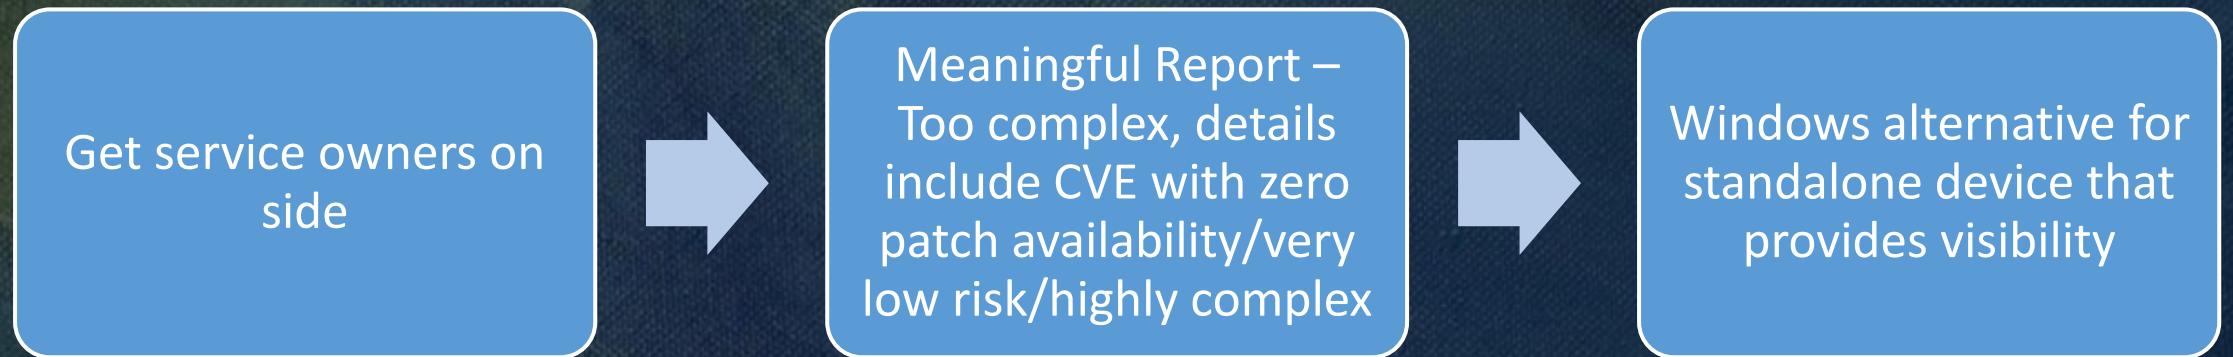 Get service owners on
side
Meaningful Report –
Too complex, details
include CVE with zero
patch availability/very
low risk/highly complex
Windows alternative for
standalone device that
provides visibility